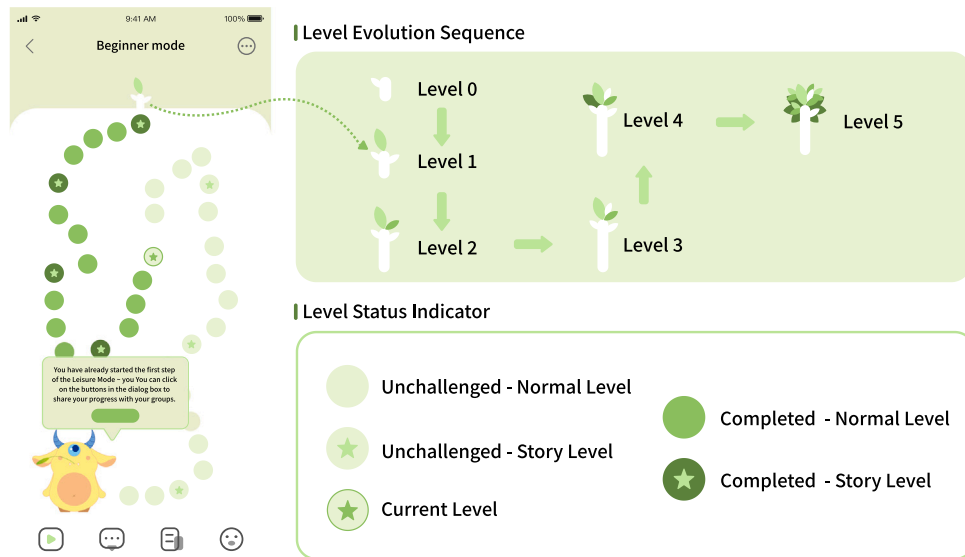 9:41 AM
100%
Beginner mode
You have already started the first step
of the Leisure Mode – you You can click
on the buttons in the dialog box to
share your progress with your groups.
Level Evolution Sequence
Level 0
Level 1
Level 2
Level 3
Level 4
Level 5
Level Status Indicator
Unchallenged - Normal Level
Unchallenged - Story Level
Current Level
Completed - Normal Level
Completed - Story Level